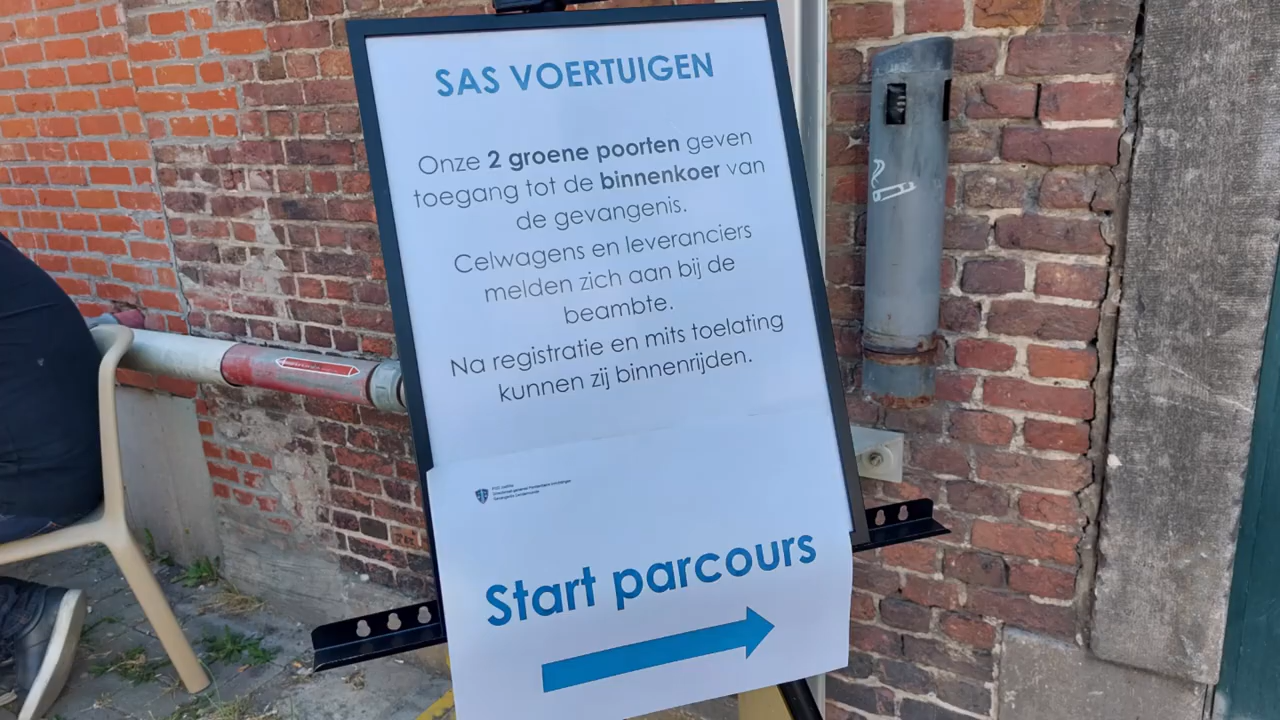 SAS VOERTUIGEN
Onze 2 groene poorten geven
toegang tot de binnenkoer van
de gevangenis.
Celwagens en leveranciers
melden zich aan bij de
beambte.
Na registratie en mits toelating
kunnen zij binnenrijden.
Start parcours